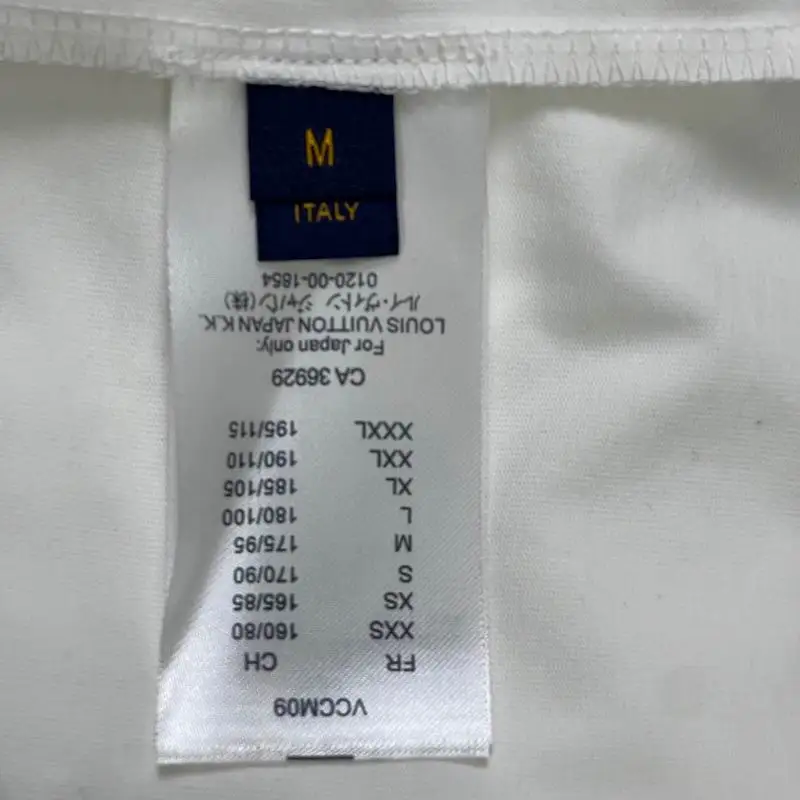 M
ITALY
VCCM09
FR CH
XXS 160/80
XS 165/85
S 170/90
M 175/95
L 180/100
XL 185/105
XXL 190/110
XXXL 195/115
CA 36929
For Japan only:
LOUIS VUITTON JAPAN K.K.
ルイ・ヴィトン ジャパン(株)
0120-00-1854